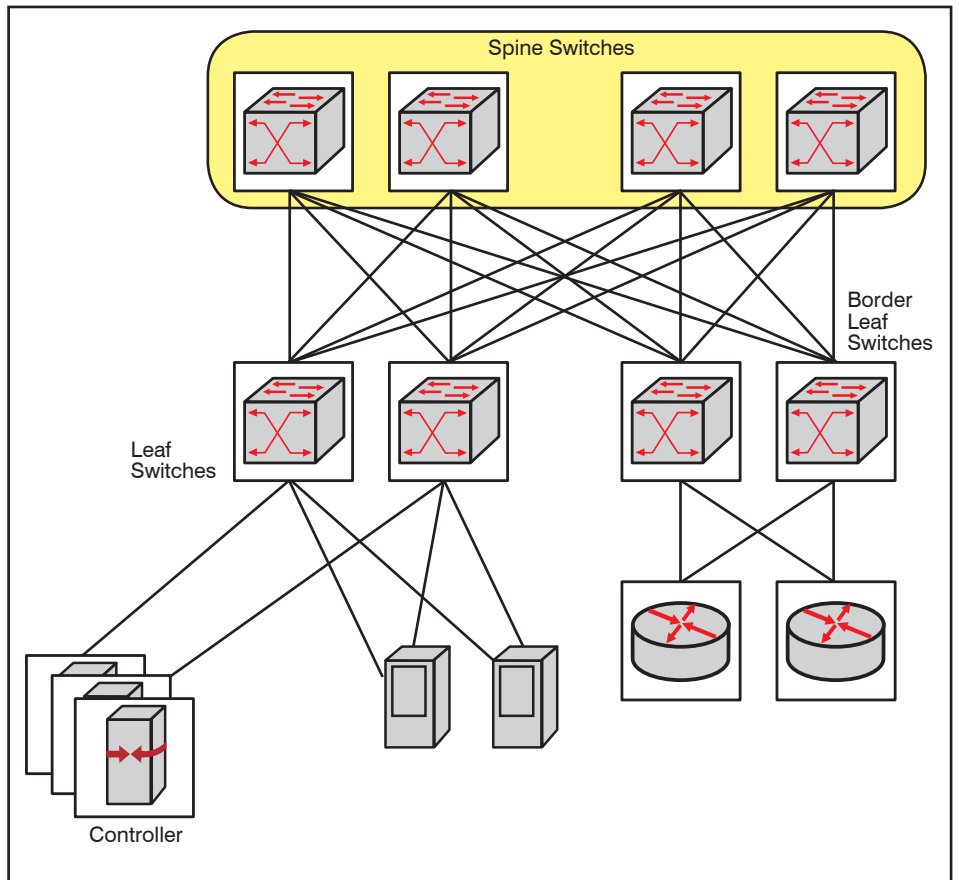 Spine Switches
Border
Leaf
Switches
Leaf
Switches
Controller